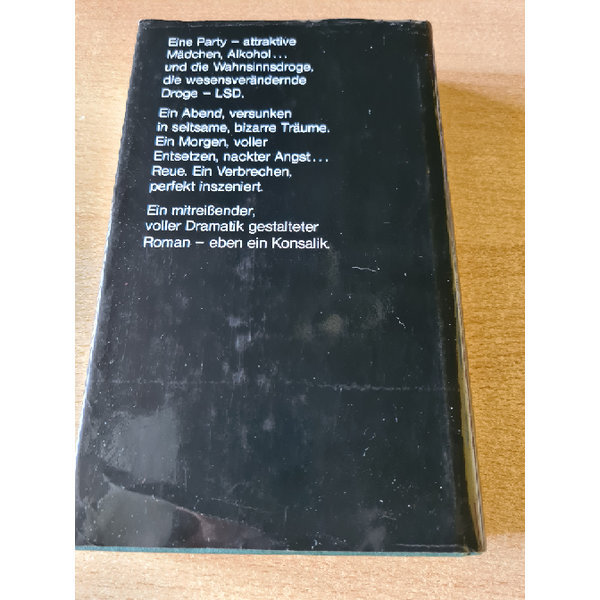 Eine Party – attraktive
Mädchen, Alkohol...
und die Wahnsinnsdroge,
die wesensverändernde
Droge – LSD.
Ein Abend, versunken
in seltsame, bizarre Träume.
Ein Morgen, voller
Entsetzen, nackter Angst...
Reue. Ein Verbrechen,
perfekt inszeniert.
Ein mitreißender,
voller Dramatik gestalteter
Roman – eben ein Konsalik.